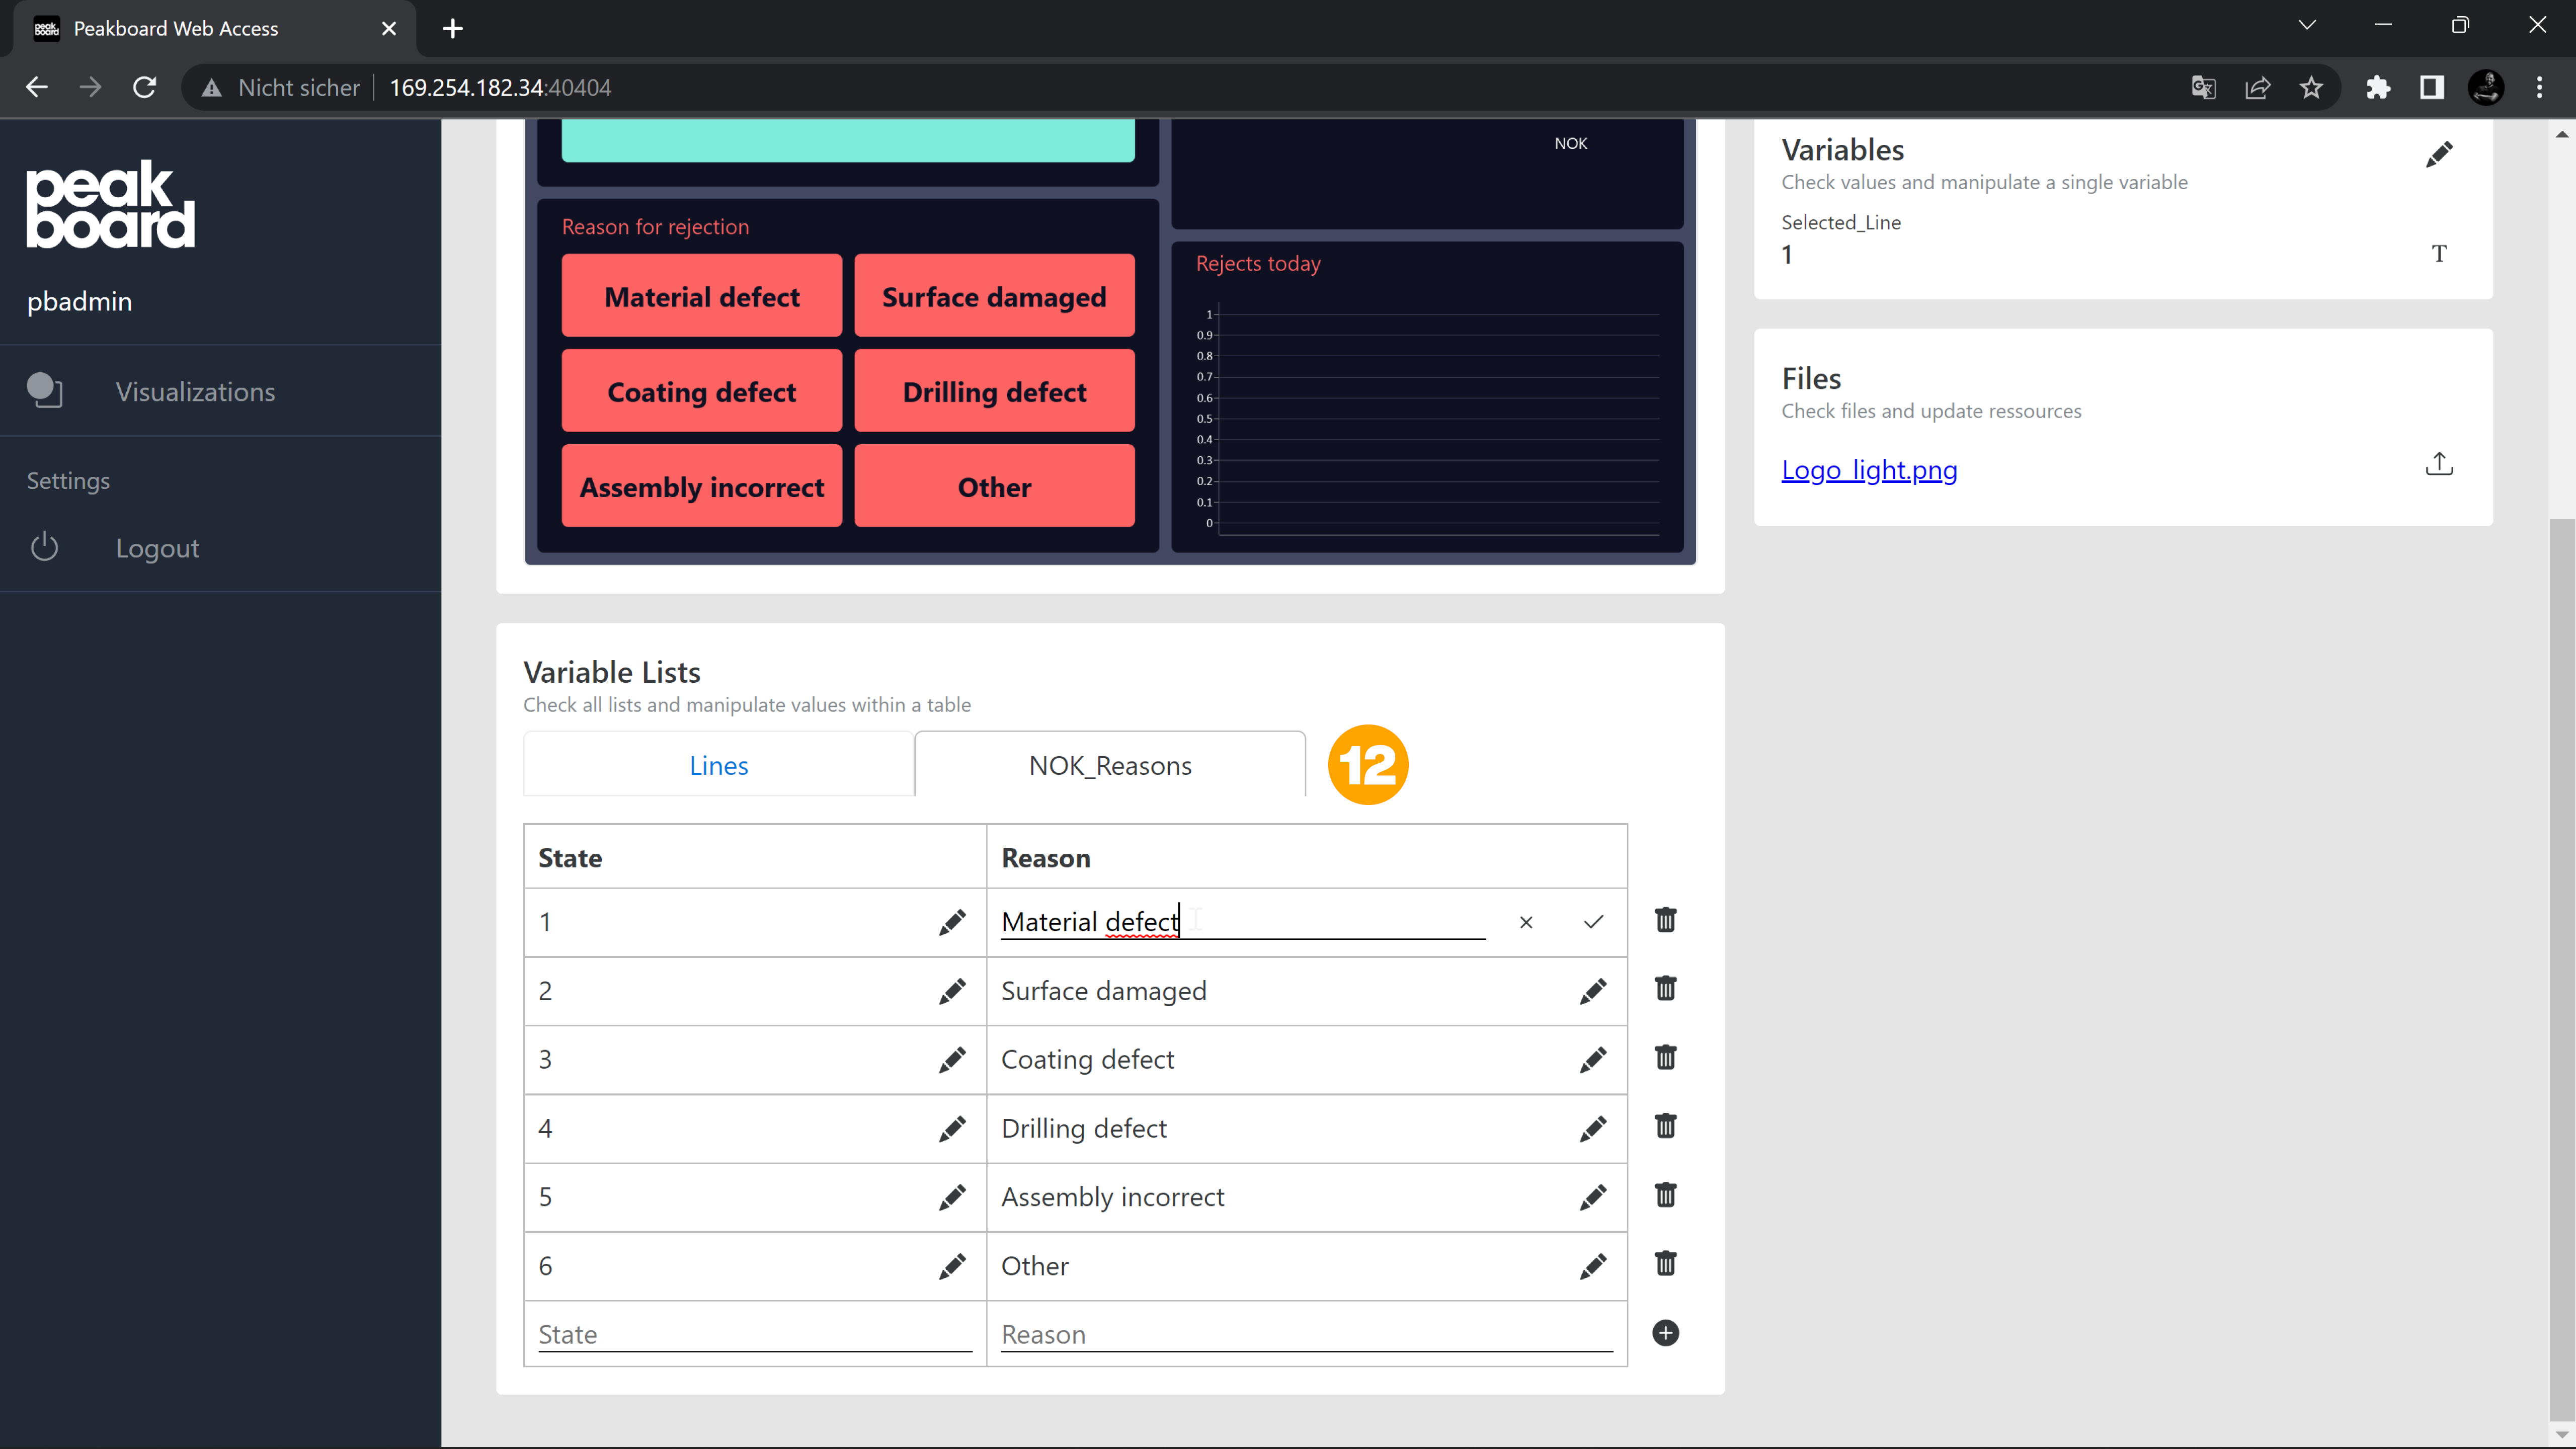 peak board
Peakboard Web Access
Nicht sicher
169.254.182.34:40404
peak
board
pbadmin
Visualizations
Settings
Logout
NOK
Reason for rejection
Material defect
Surface damaged
Coating defect
Drilling defect
Assembly incorrect
Other
Rejects today
1
0.9
0.8
0.7
0.6
0.5
0.4
0.3
0.2
0.1
0
Variables
Check values and manipulate a single variable
Selected_Line
1
T
Files
Check files and update ressources
Logo_light.png
Variable Lists
Check all lists and manipulate values within a table
Lines
NOK_Reasons
12
State
Reason
1
Material defect
2
Surface damaged
3
Coating defect
4
Drilling defect
5
Assembly incorrect
6
Other
State
Reason